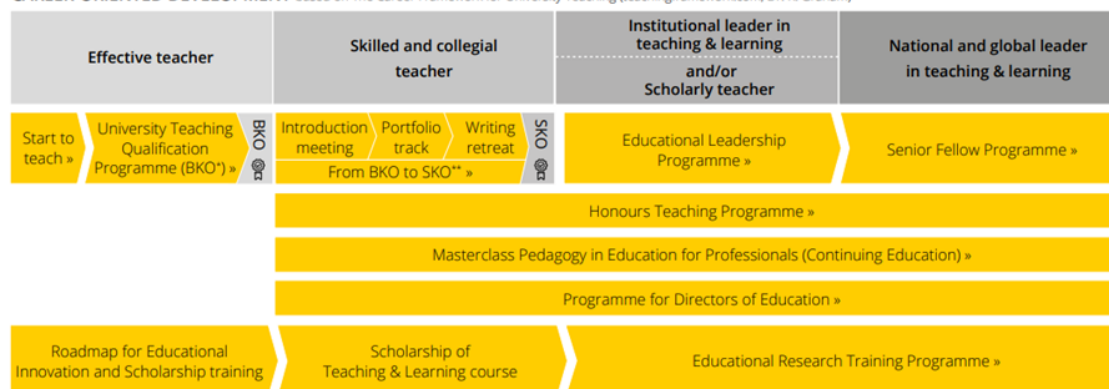 Effective teacher
Skilled and collegial
teacher
Institutional leader in
teaching & learning
and/or
Scholarly teacher
National and global leader
in teaching & learning
Start to
teach »
University Teaching
Qualification
Programme (BKO*) »
BKO
Introduction
meeting
Portfolio
track
Writing
retreat
From BKO to SKO** »
SKO
Educational Leadership
Programme »
Senior Fellow Programme »
Honours Teaching Programme »
Masterclass Pedagogy in Education for Professionals (Continuing Education) »
Programme for Directors of Education »
Roadmap for Educational
Innovation and Scholarship training
Scholarship of
Teaching & Learning course
Educational Research Training Programme »